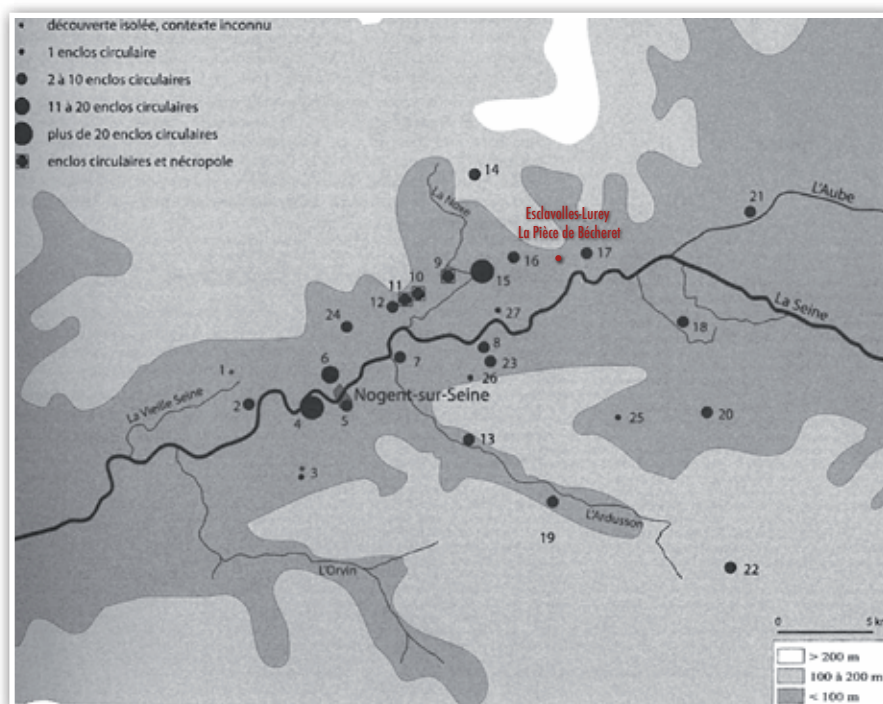 découverte isolée, contexte inconnu
1 enclos circulaire
2 à 10 enclos circulaires
11 à 20 enclos circulaires
plus de 20 enclos circulaires
enclos circulaires et nécropole
14
La Noxe
21
L'Aube
Esclavolles-Lurey
La Pièce de Bécheret
9
16
17
10
11
15
12
27
La Seine
24
18
8
1
6
7
23
26
La Vieille Seine
Nogent-sur-Seine
2
4
5
25
20
13
3
L'Ardusson
19
L'Orvin
22
0
5 k
> 200 m
100 à 200 m
< 100 m